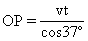 OP = vt / cos37°